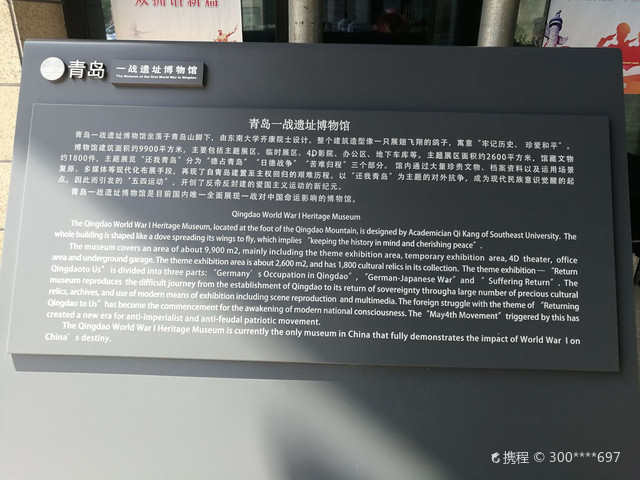 双拥谱新篇
青岛
一战遗址博物馆
The Museum of the First World War in Qingdao
青岛一战遗址博物馆
青岛一战遗址博物馆坐落于青岛山脚下，由东南大学齐康院士设计。整个建筑造型像一只展翅飞翔的鸽子，寓意“牢记历史、珍爱和平”。
博物馆建筑面积约9900平方米，主要包括主题展区、临时展区、4D影院、办公区、地下车库等。主题展区面积约2600平方米，馆藏文物
约1800件，主题展览“还我青岛”分为“德占青岛”“日德战争”“苦难归程”三个部分。馆内通过大量珍贵文物、档案资料以及运用场景
复原、多媒体等现代化布展手段，再现了自青岛建置至主权回归的艰难历程。以“还我青岛”为主题的对外抗争，成为现代民族意识觉醒的起
点，因此而引发的“五四运动”，开创了反帝反封建的爱国主义运动的新纪元。
青岛一战遗址博物馆是目前国内唯一全面展现一战对中国命运影响的博物馆。
Qingdao World War I Heritage Museum
The Qingdao World War I Heritage Museum, located at the foot of the Qingdao Mountain, is designed by Academician Qi Kang of Southeast University. The
whole building is shaped like a dove spreading its wings to fly, which implies “keeping the history in mind and cherishing peace”.
The museum covers an area of about 9,900 m2, mainly including the theme exhibition area, temporary exhibition area, 4D theater, office
area and underground garage. The theme exhibition area is about 2,600 m2, and has 1,800 cultural relics in its collection. The theme exhibition — “Return
Qingdaoto Us” is divided into three parts: “Germany's Occupation in Qingdao”, “German-Japanese War” and “Suffering Return”. The
museum reproduces the difficult journey from the establishment of Qingdao to its return of sovereignty througha large number of precious cultural
relics, archives, and use of modern means of exhibition including scene reproduction and multimedia. The foreign struggle with the theme of “Returning
Qingdao to Us” has become the commencement for the awakening of modern national consciousness. The “May4th Movement” triggered by this has
created a new era for anti-imperialist and anti-feudal patriotic movement.
The Qingdao World War I Heritage Museum is currently the only museum in China that fully demonstrates the impact of World War I on
China's destiny.
携程 © 300****697